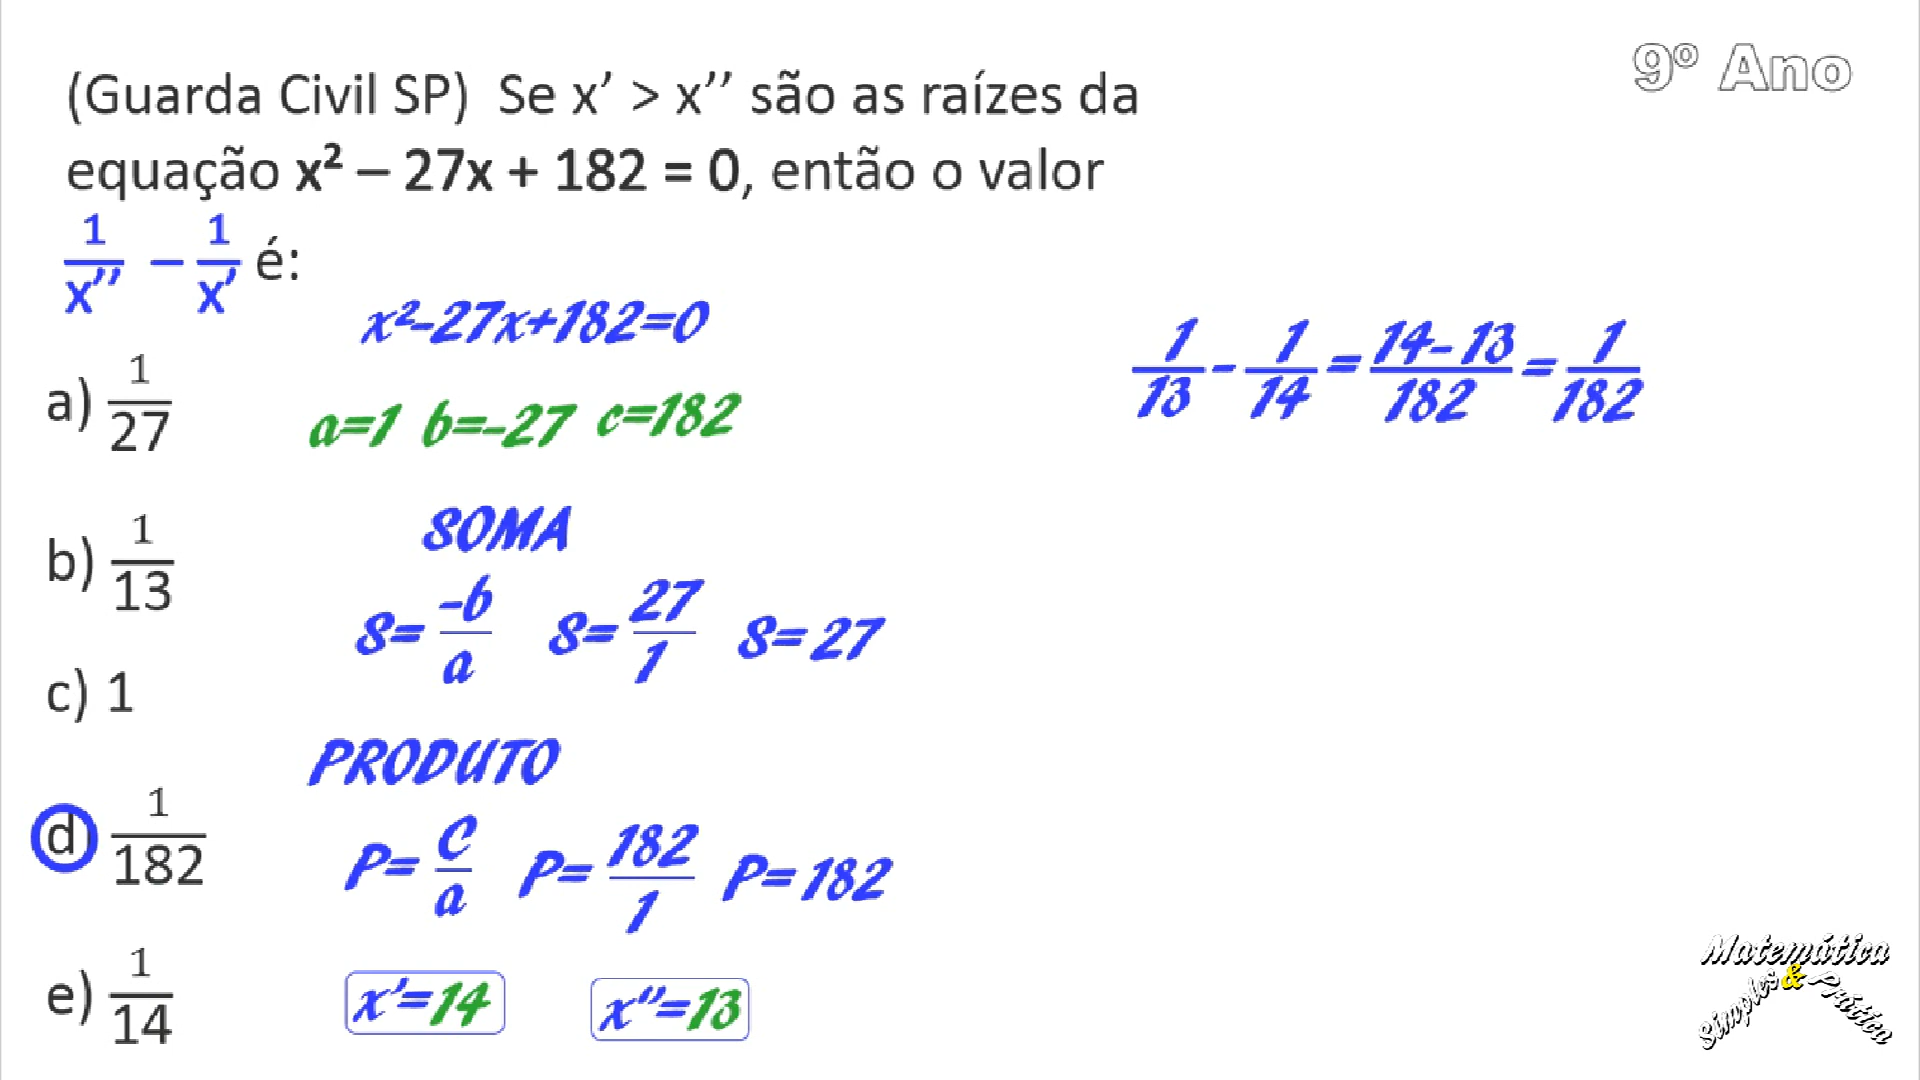 9º Ano
(Guarda Civil SP) Se x′ > x′′ são as raízes da
equação x² – 27x + 182 = 0, então o valor
1/x′′ – 1/x′ é:
x²-27x+182=0
1/13 - 1/14 = 14-13/182 = 1/182
a) 1/27
a=1 b=-27 c=182
b) 1/13
SOMA
S= -b/a S= 27/1 S= 27
c) 1
PRODUTO
d) 1/182
P= C/a P= 182/1 P= 182
e) 1/14
x'=14 x''=13
Matemática
Simples & Prática